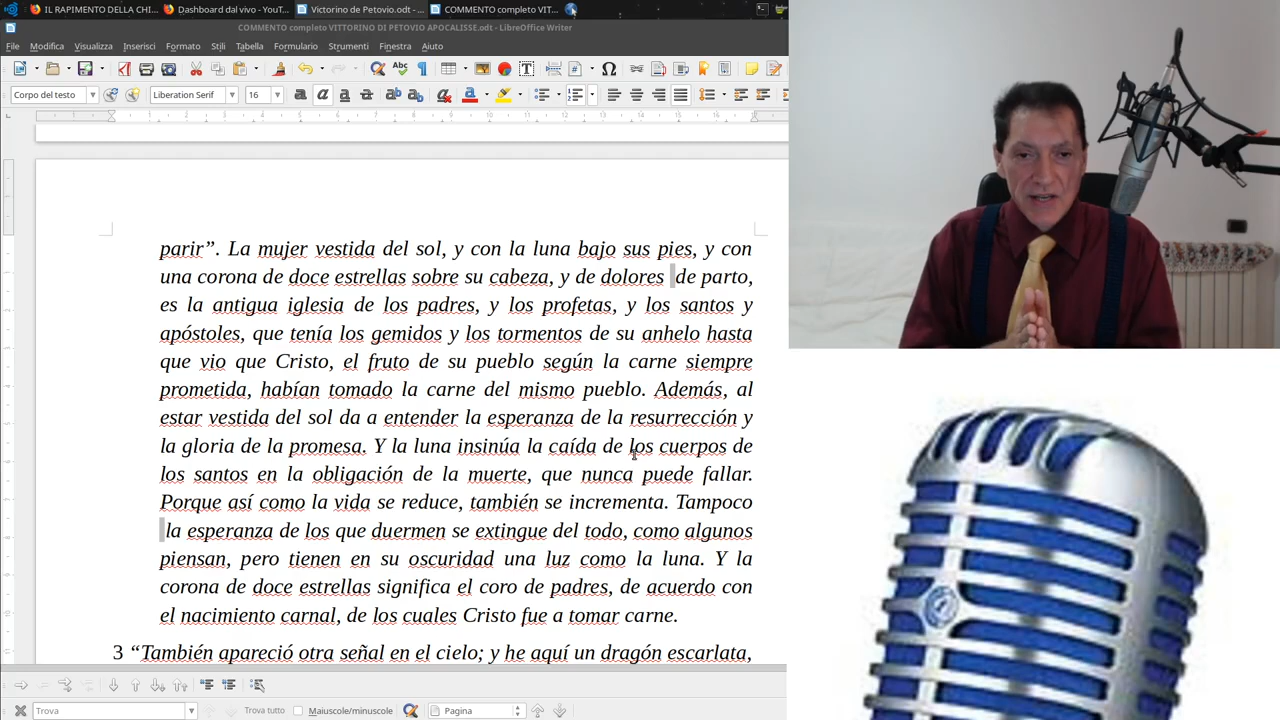 IL RAPIMENTO DELLA CHI…
Dashboard dal vivo - YouT…
Victorino de Petovio.odt - …
COMMENTO completo VIT…
COMMENTO completo VITTORINO DI PETOVIO APOCALISSE.odt - LibreOffice Writer
File Modifica Visualizza Inserisci Formato Stili Tabella Formulario Strumenti Finestra Aiuto
Corpo del testo Liberation Serif 16
parir”. La mujer vestida del sol, y con la luna bajo sus pies, y con
una corona de doce estrellas sobre su cabeza, y de dolores de parto,
es la antigua iglesia de los padres, y los profetas, y los santos y
apóstoles, que tenía los gemidos y los tormentos de su anhelo hasta
que vio que Cristo, el fruto de su pueblo según la carne siempre
prometida, habían tomado la carne del mismo pueblo. Además, al
estar vestida del sol da a entender la esperanza de la resurrección y
la gloria de la promesa. Y la luna insinúa la caída de los cuerpos de
los santos en la obligación de la muerte, que nunca puede fallar.
Porque así como la vida se reduce, también se incrementa. Tampoco
la esperanza de los que duermen se extingue del todo, como algunos
piensan, pero tienen en su oscuridad una luz como la luna. Y la
corona de doce estrellas significa el coro de padres, de acuerdo con
el nacimiento carnal, de los cuales Cristo fue a tomar carne.
3 “También apareció otra señal en el cielo; y he aquí un dragón escarlata,
Trova Trova tutto Maiuscole/minuscole Pagina